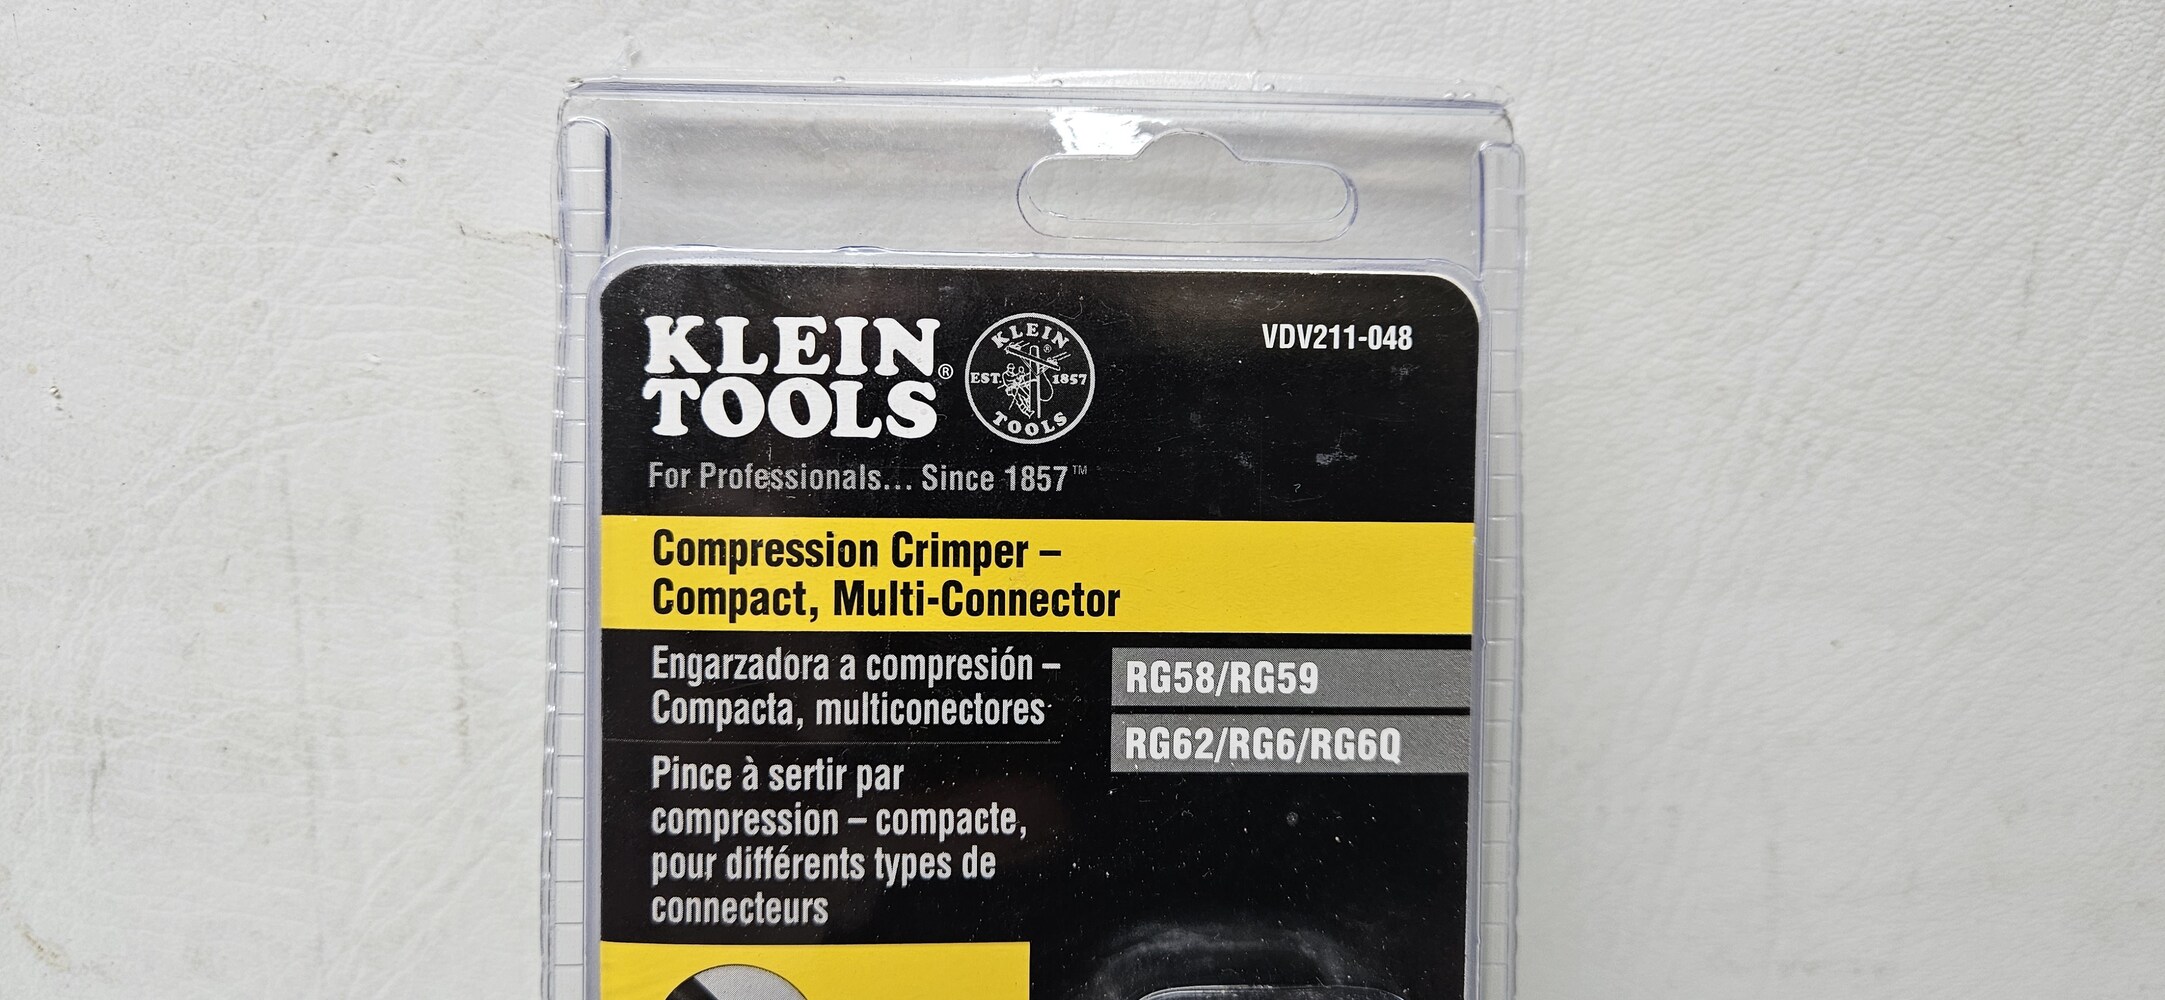 KLEIN
TOOLS®
KLEIN
®
EST. 1857
TOOLS
VDV211-048
For Professionals... Since 1857™
Compression Crimper –
Compact, Multi-Connector
Engarzadora a compresión –
Compacta, multiconectores
RG58/RG59
RG62/RG6/RG6Q
Pince à sertir par
compression – compacte,
pour différents types de
connecteurs